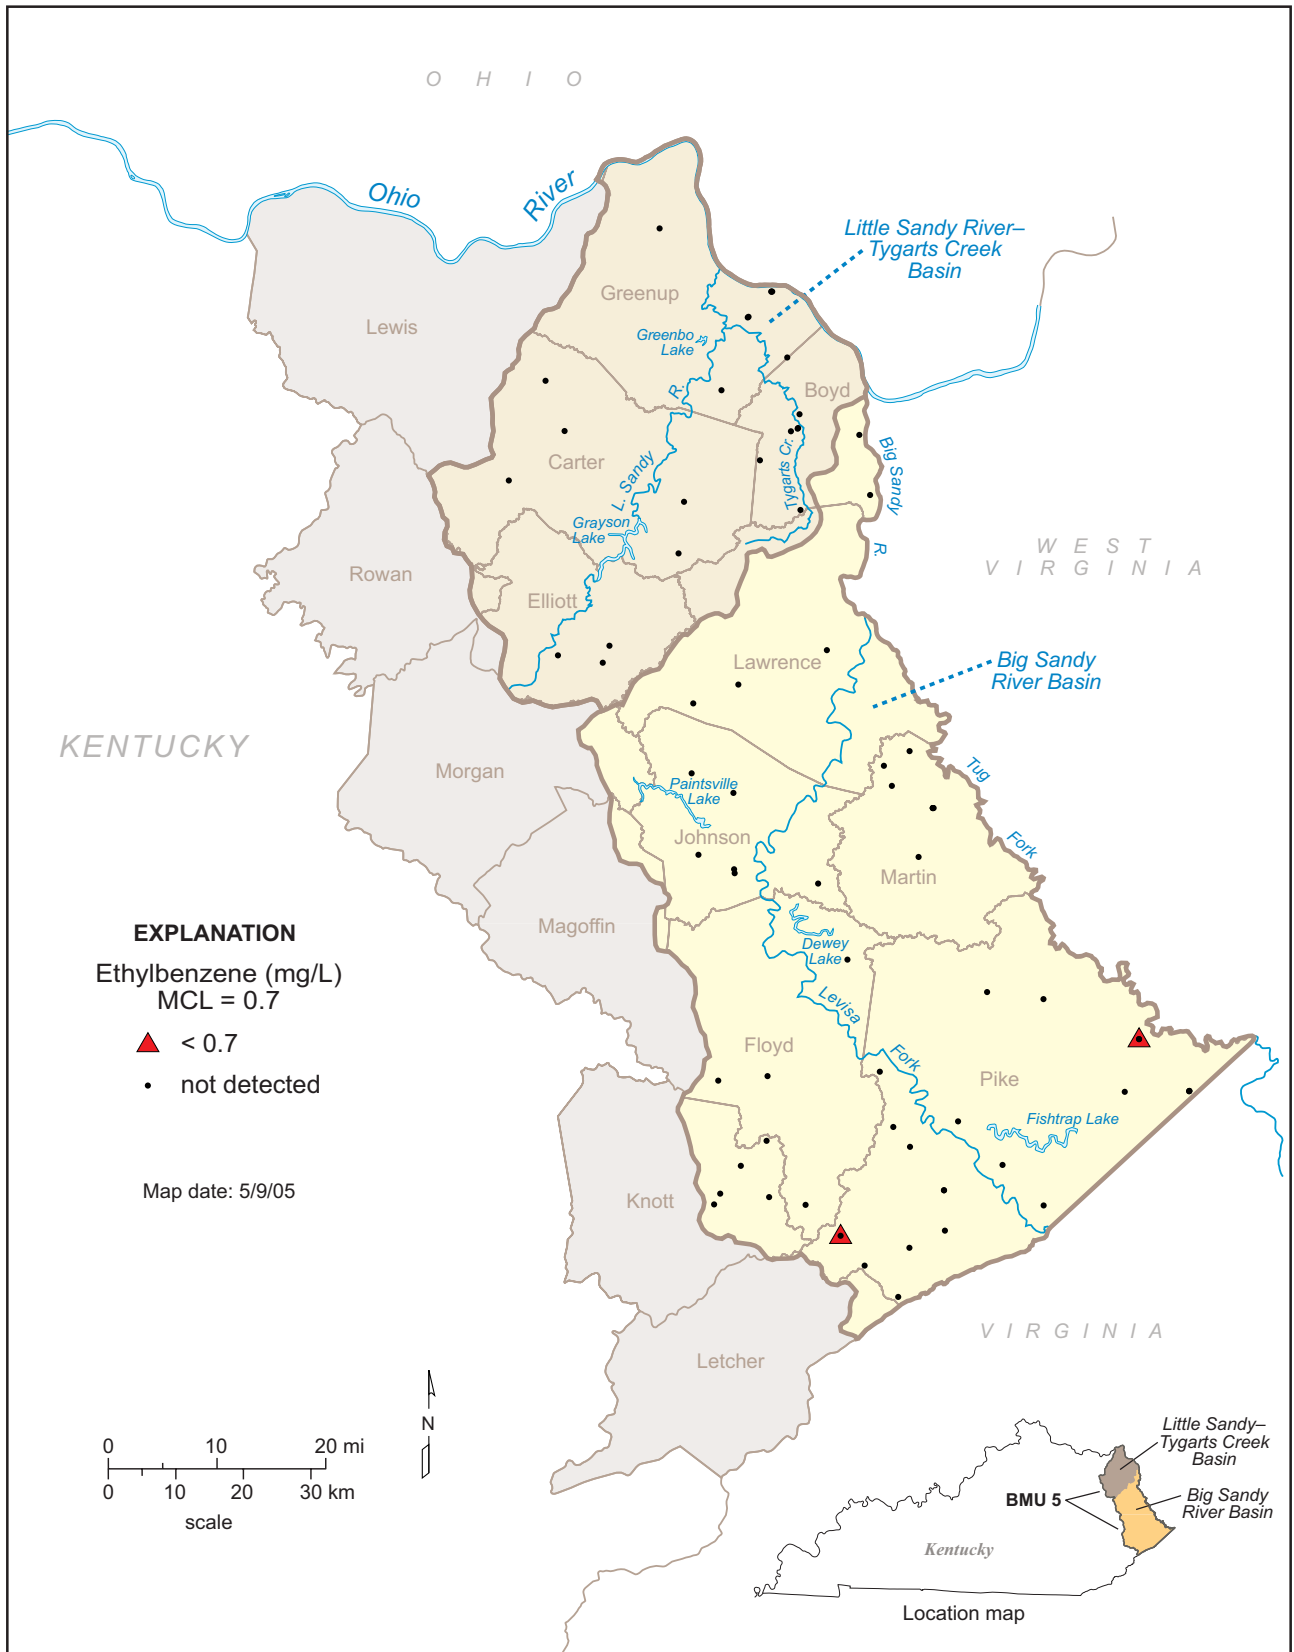 O H I O
Ohio
River
Little Sandy River–
Tygarts Creek
Basin
Greenup
Lewis
Greenbo
Lake
R.
Boyd
Big Sandy
R.
Carter
L. Sandy
Tygarts Cr.
Grayson
Lake
WEST
VIRGINIA
Rowan
Elliott
Lawrence
Big Sandy
River Basin
KENTUCKY
Morgan
Tug
Fork
Paintsville
Lake
Johnson
Martin
Magoffin
Dewey
Lake
Levisa
Fork
EXPLANATION
Ethylbenzene (mg/L)
MCL = 0.7
< 0.7
not detected
Floyd
Pike
Fishtrap Lake
Map date: 5/9/05
Knott
VIRGINIA
Letcher
N
0 10 20 mi
0 10 20 30 km
scale
Little Sandy–
Tygarts Creek
Basin
BMU 5
Big Sandy
River Basin
Kentucky
Location map